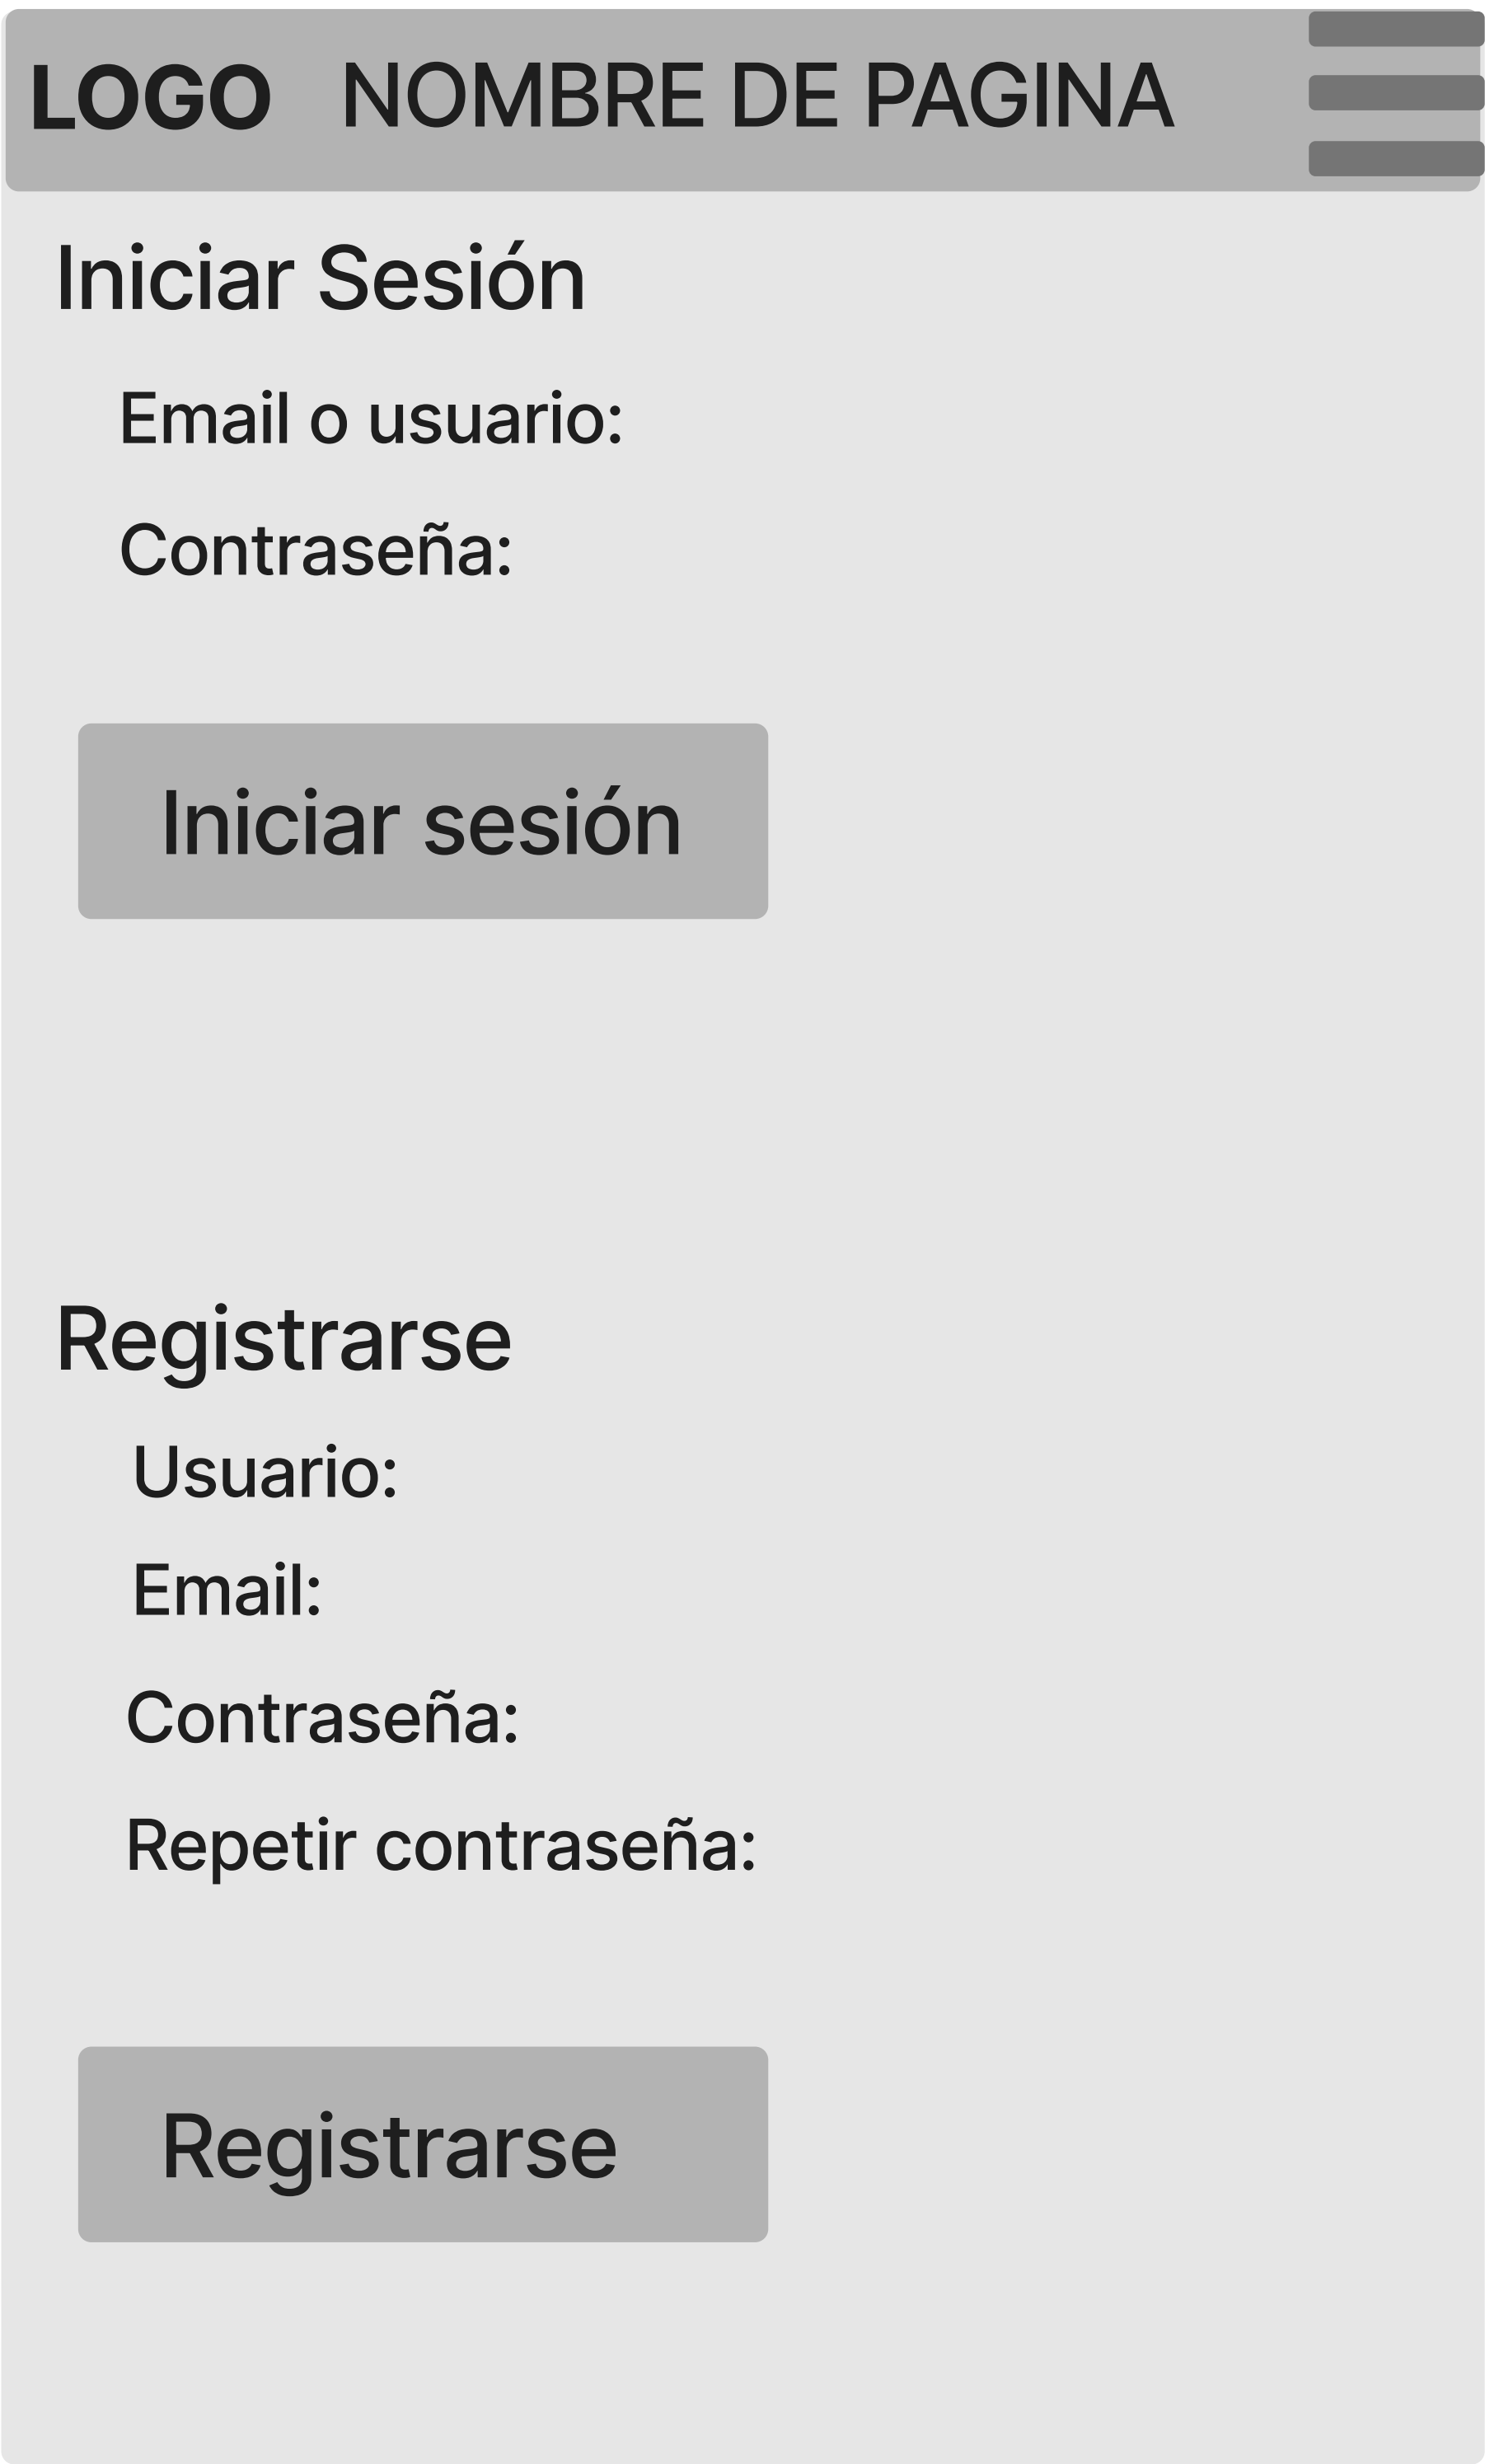 LOGO NOMBRE DE PAGINA
Iniciar Sesión
Email o usuario:
Contraseña:
Iniciar sesión
Registrarse
Usuario:
Email:
Contraseña:
Repetir contraseña:
Registrarse